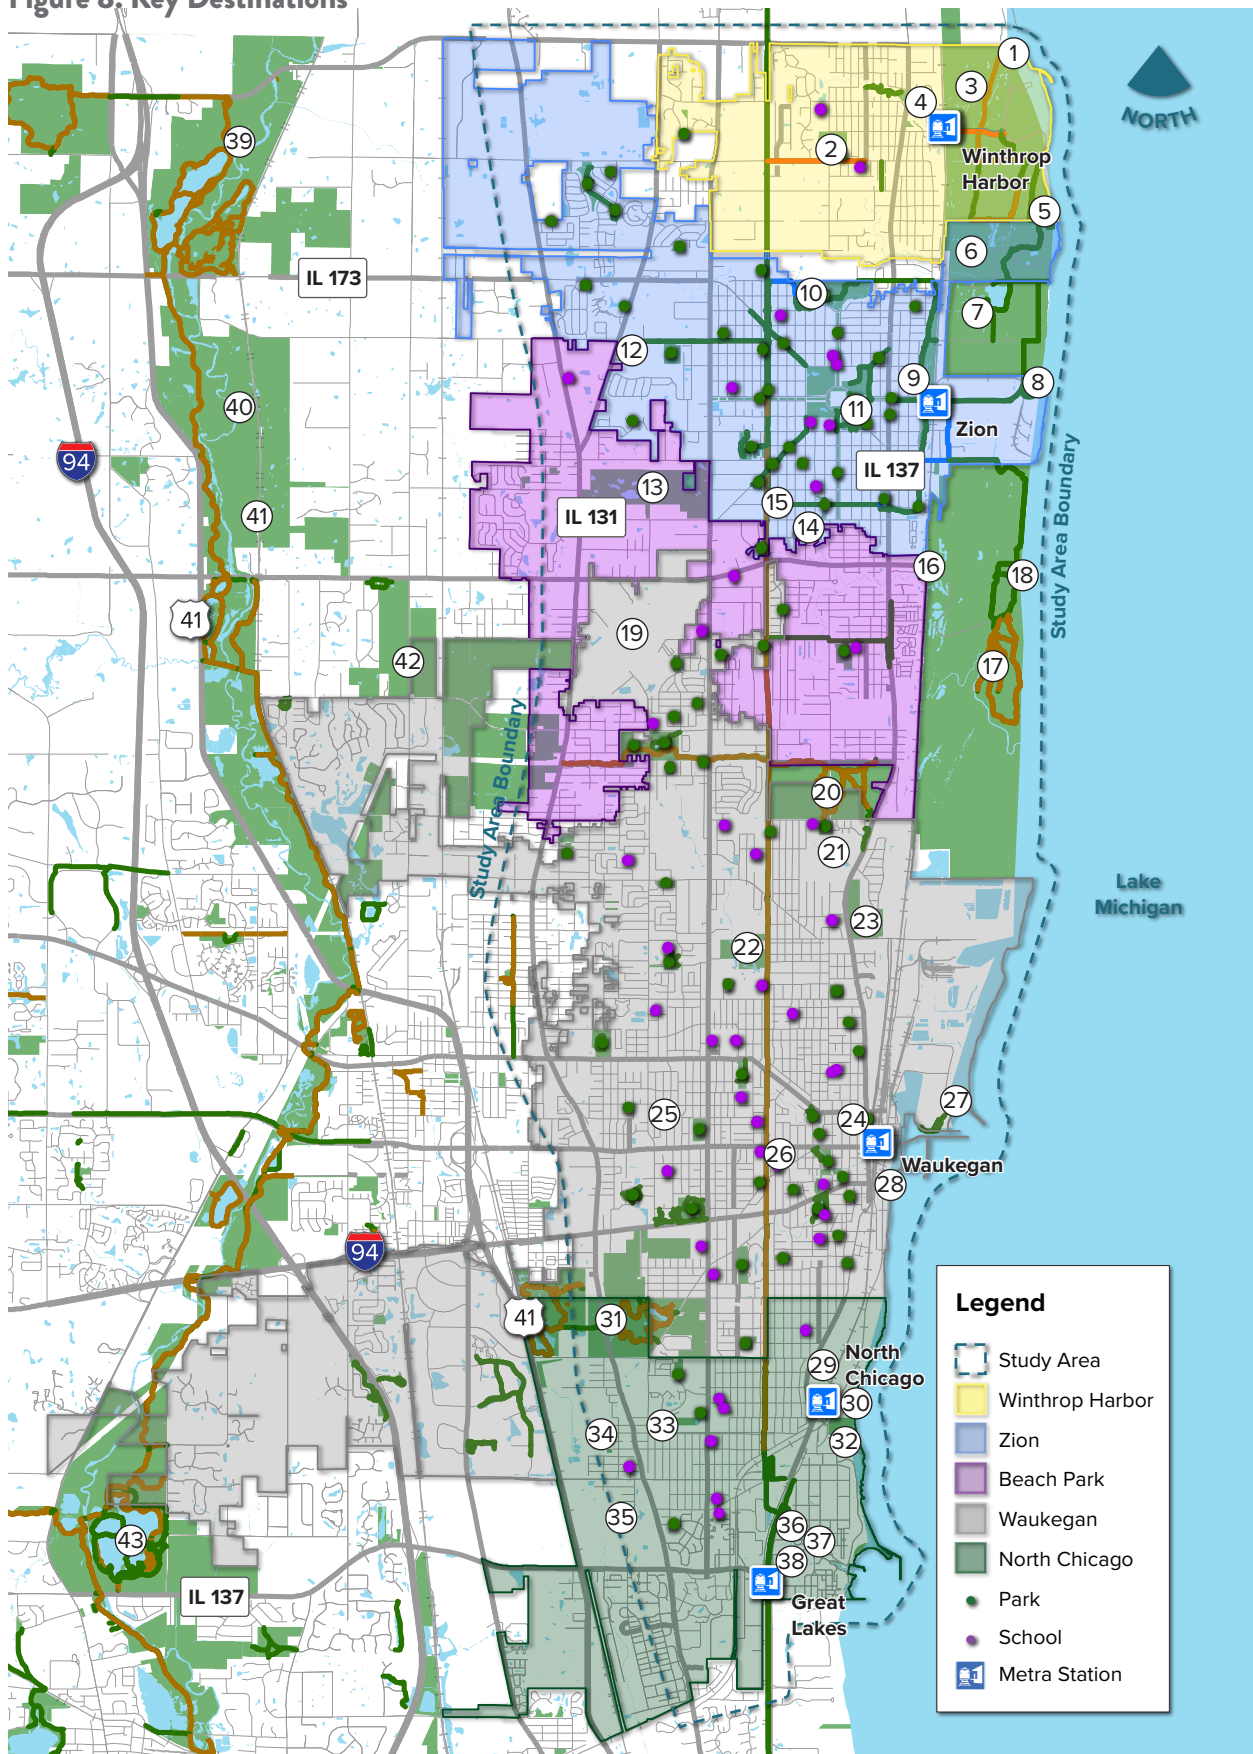 Figure 8: Key Destinations
1
3
4
39
NORTH
2
Winthrop
Harbor
5
6
IL 173
10
7
12
9
8
40
11
Zion
94
IL 137
13
15
IL 131
14
41
16
18
Study Area Boundary
41
19
42
17
Study Area Boundary
20
21
Lake
Michigan
23
22
27
25
24
26
Waukegan
28
94
Legend
41
31
North
Chicago
29
Study Area
30
Winthrop Harbor
33
34
32
Zion
Beach Park
35
36
Waukegan
37
43
38
North Chicago
IL 137
Great
Lakes
Park
School
Metra Station